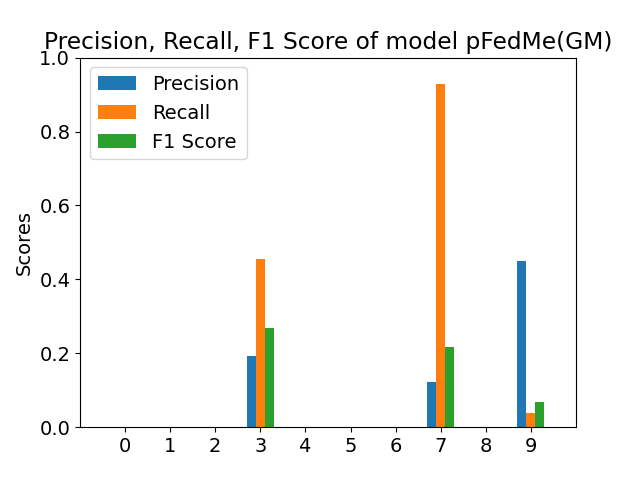 Precision, Recall, F1 Score of model pFedMe(GM)
1.0
0.8
0.6
0.4
0.2
0.0
Scores
Precision
Recall
F1 Score
0 1 2 3 4 5 6 7 8 9